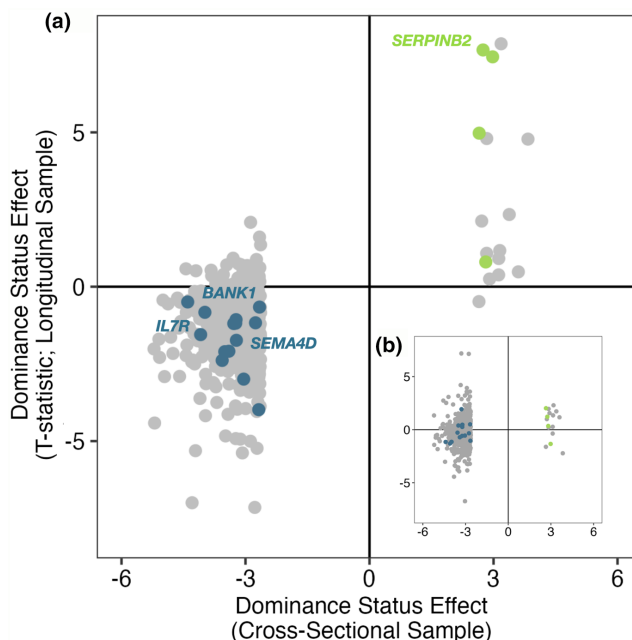 (a)
SERPINB2
5
0
-5
Dominance Status Effect
(T-statistic; Longitudinal Sample)
BANK1
IL7R
SEMA4D
(b)
5
0
-5
-6 -3 0 3 6
-6 -3 0 3 6
Dominance Status Effect
(Cross-Sectional Sample)